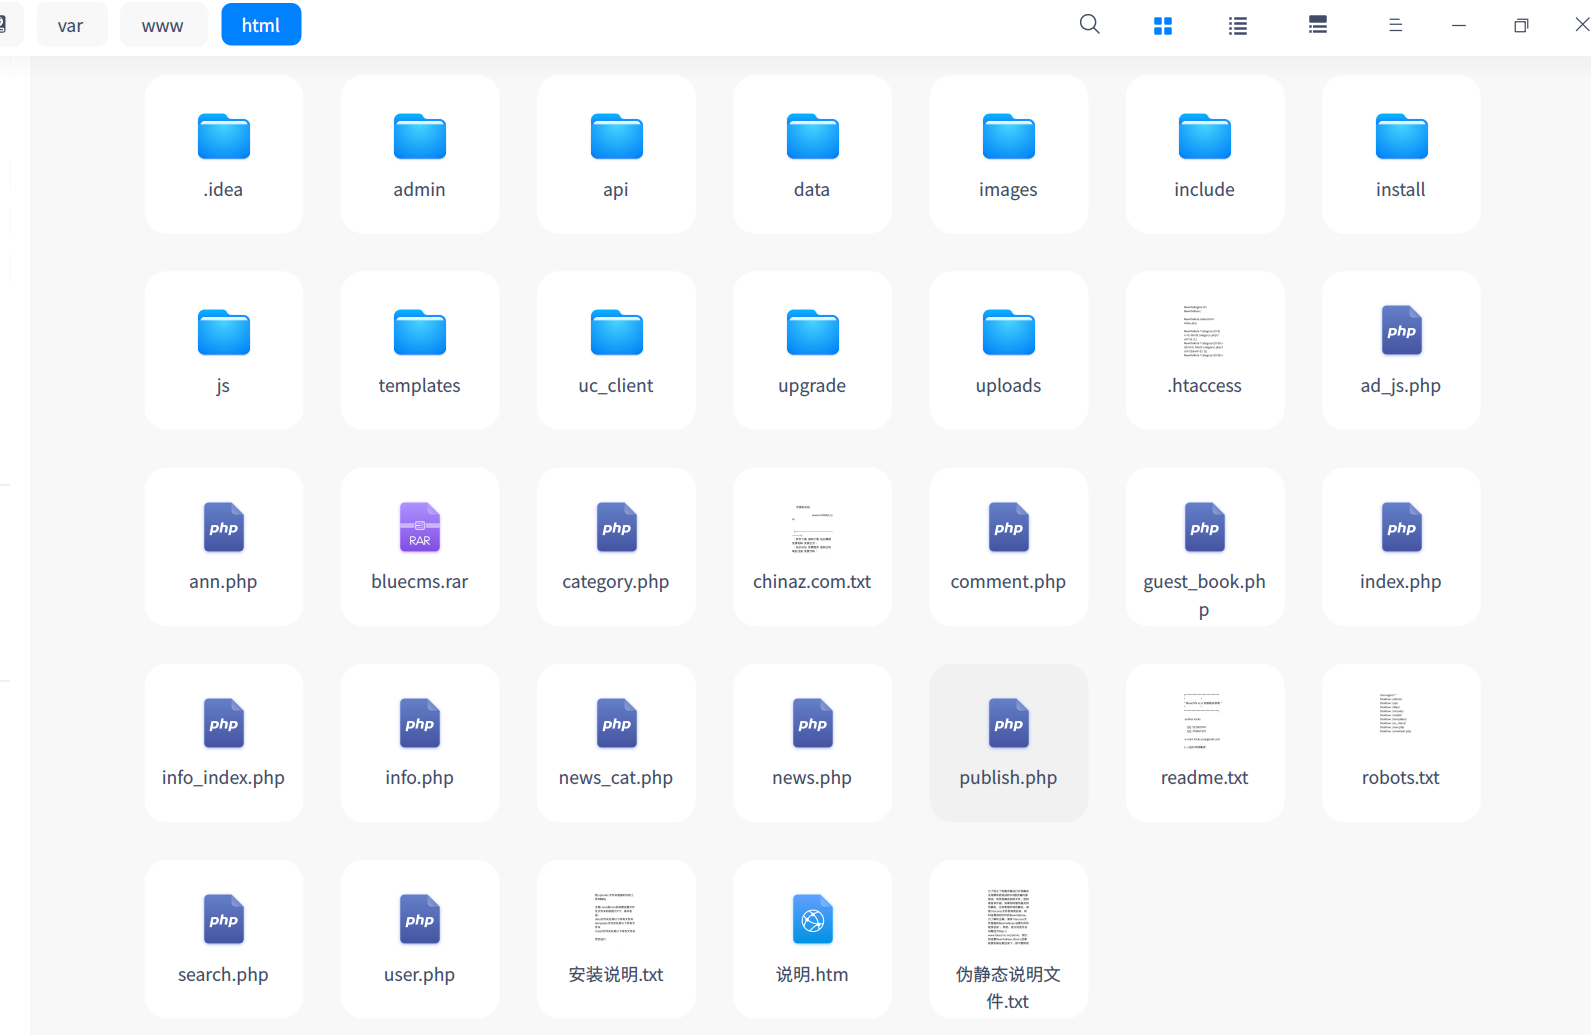 var
www
html
.idea
admin
api
data
images
include
install
js
templates
uc_client
upgrade
uploads
.htaccess
php
ad_js.php
php
ann.php
RAR
bluecms.rar
php
category.php
chinaz.com.txt
php
comment.php
php
guest_book.ph
p
php
index.php
php
info_index.php
php
info.php
php
news_cat.php
php
news.php
php
publish.php
readme.txt
robots.txt
php
search.php
php
user.php
安装说明.txt
说明.htm
伪静态说明文
件.txt